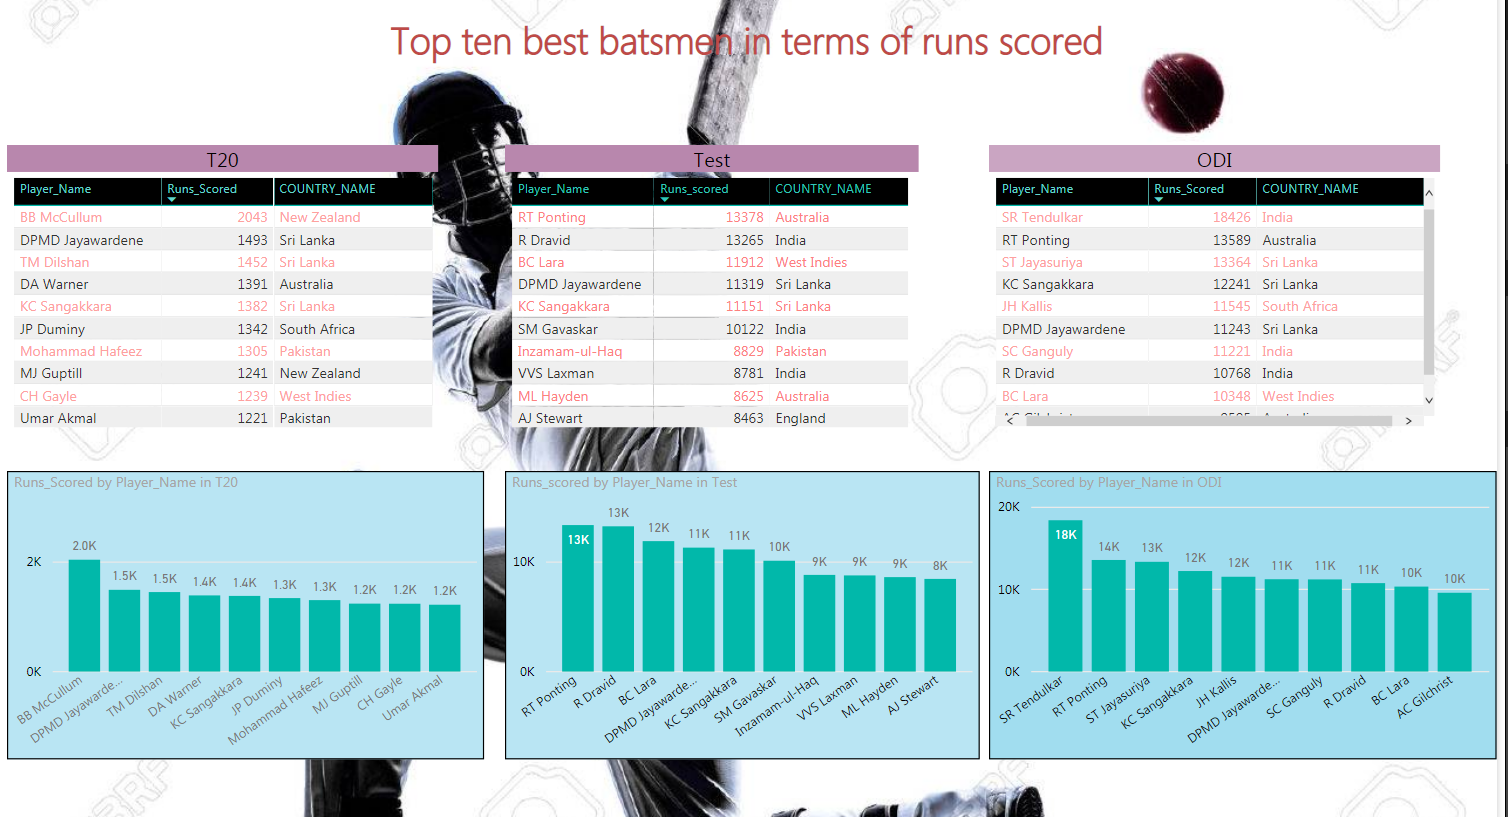 Top ten best batsmen in terms of runs scored
T20
Player_Name Runs_Scored COUNTRY_NAME
BB McCullum 2043 New Zealand
DPMD Jayawardene 1493 Sri Lanka
TM Dilshan 1452 Sri Lanka
DA Warner 1391 Australia
KC Sangakkara 1382 Sri Lanka
JP Duminy 1342 South Africa
Mohammad Hafeez 1305 Pakistan
MJ Guptill 1241 New Zealand
CH Gayle 1239 West Indies
Umar Akmal 1221 Pakistan
Test
Player_Name Runs_scored COUNTRY_NAME
RT Ponting 13378 Australia
R Dravid 13265 India
BC Lara 11912 West Indies
DPMD Jayawardene 11319 Sri Lanka
KC Sangakkara 11151 Sri Lanka
SM Gavaskar 10122 India
Inzamam-ul-Haq 8829 Pakistan
VVS Laxman 8781 India
ML Hayden 8625 Australia
AJ Stewart 8463 England
ODI
Player_Name Runs_Scored COUNTRY_NAME
SR Tendulkar 18426 India
RT Ponting 13589 Australia
ST Jayasuriya 13364 Sri Lanka
KC Sangakkara 12241 Sri Lanka
JH Kallis 11545 South Africa
DPMD Jayawardene 11243 Sri Lanka
SC Ganguly 11221 India
R Dravid 10768 India
BC Lara 10348 West Indies
Runs_Scored by Player_Name in T20
2.0K 1.5K 1.5K 1.4K 1.4K 1.3K 1.3K 1.2K 1.2K 1.2K
2K
0K
BB McCullum DPMD Jayawarde... TM Dilshan DA Warner KC Sangakkara JP Duminy Mohammad Hafeez MJ Guptill CH Gayle Umar Akmal
Runs_scored by Player_Name in Test
13K 13K 12K 11K 11K 10K 9K 9K 9K 8K
10K
0K
RT Ponting R Dravid BC Lara DPMD Jayawarde... KC Sangakkara SM Gavaskar Inzamam-ul-Haq VVS Laxman ML Hayden AJ Stewart
Runs_Scored by Player_Name in ODI
20K
18K 14K 13K 12K 12K 11K 11K 11K 10K 10K
10K
0K
SR Tendulkar RT Ponting ST Jayasuriya KC Sangakkara JH Kallis DPMD Jayawarde... SC Ganguly R Dravid BC Lara AC Gilchrist